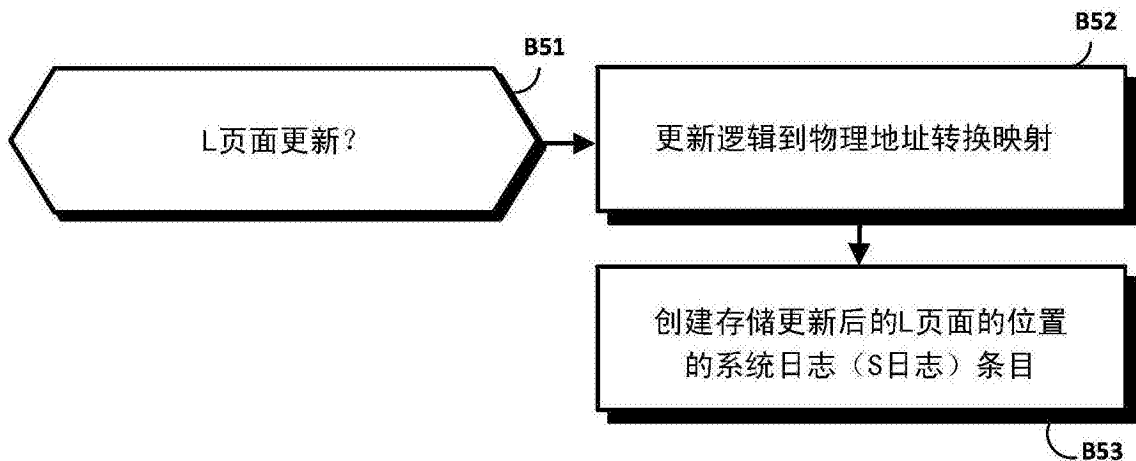 B51
L页面更新？
B52
更新逻辑到物理地址转换映射
创建存储更新后的L页面的位置
的系统日志（S日志）条目
B53